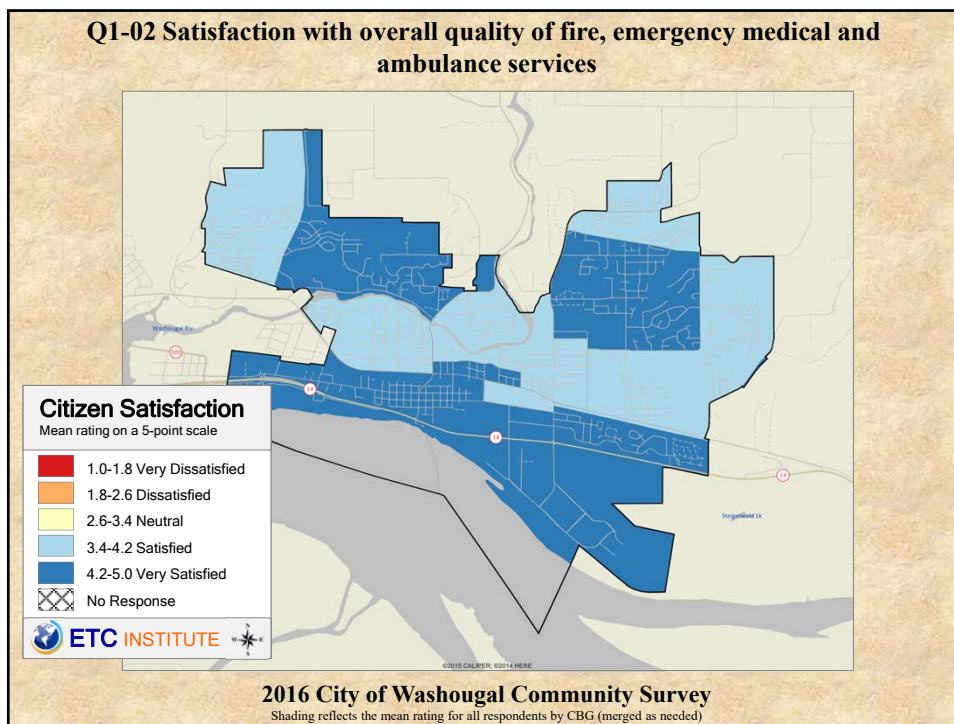 Q1-02 Satisfaction with overall quality of fire, emergency medical and
ambulance services
Washougal Riv
500
14
14
14
Steigerwald Lk
Citizen Satisfaction
Mean rating on a 5-point scale
1.0-1.8 Very Dissatisfied
1.8-2.6 Dissatisfied
2.6-3.4 Neutral
3.4-4.2 Satisfied
4.2-5.0 Very Satisfied
No Response
ETC INSTITUTE
N
W E
S
©2015 CALIPER; ©2014 HERE
2016 City of Washougal Community Survey
Shading reflects the mean rating for all respondents by CBG (merged as needed)